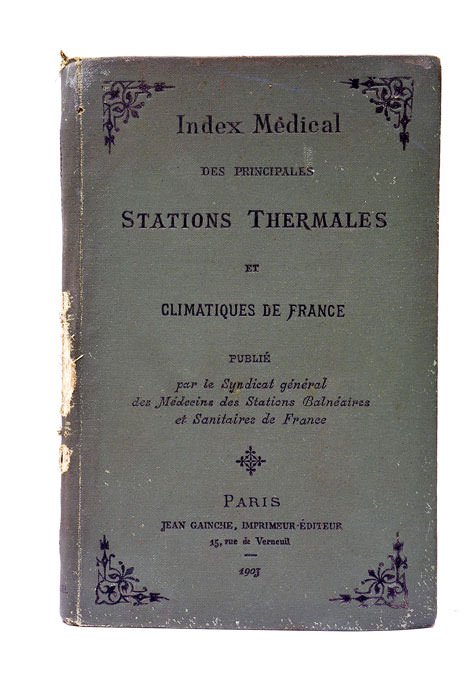 Index Médical
DES PRINCIPALES
STATIONS THERMALES
ET
CLIMATIQUES DE FRANCE
PUBLIÉ
par le Syndicat général
des Médecins des Stations Balnéaires
et Sanitaires de France
PARIS
JEAN GAINCHE, IMPRIMEUR-ÉDITEUR
15, rue de Verneuil
1903